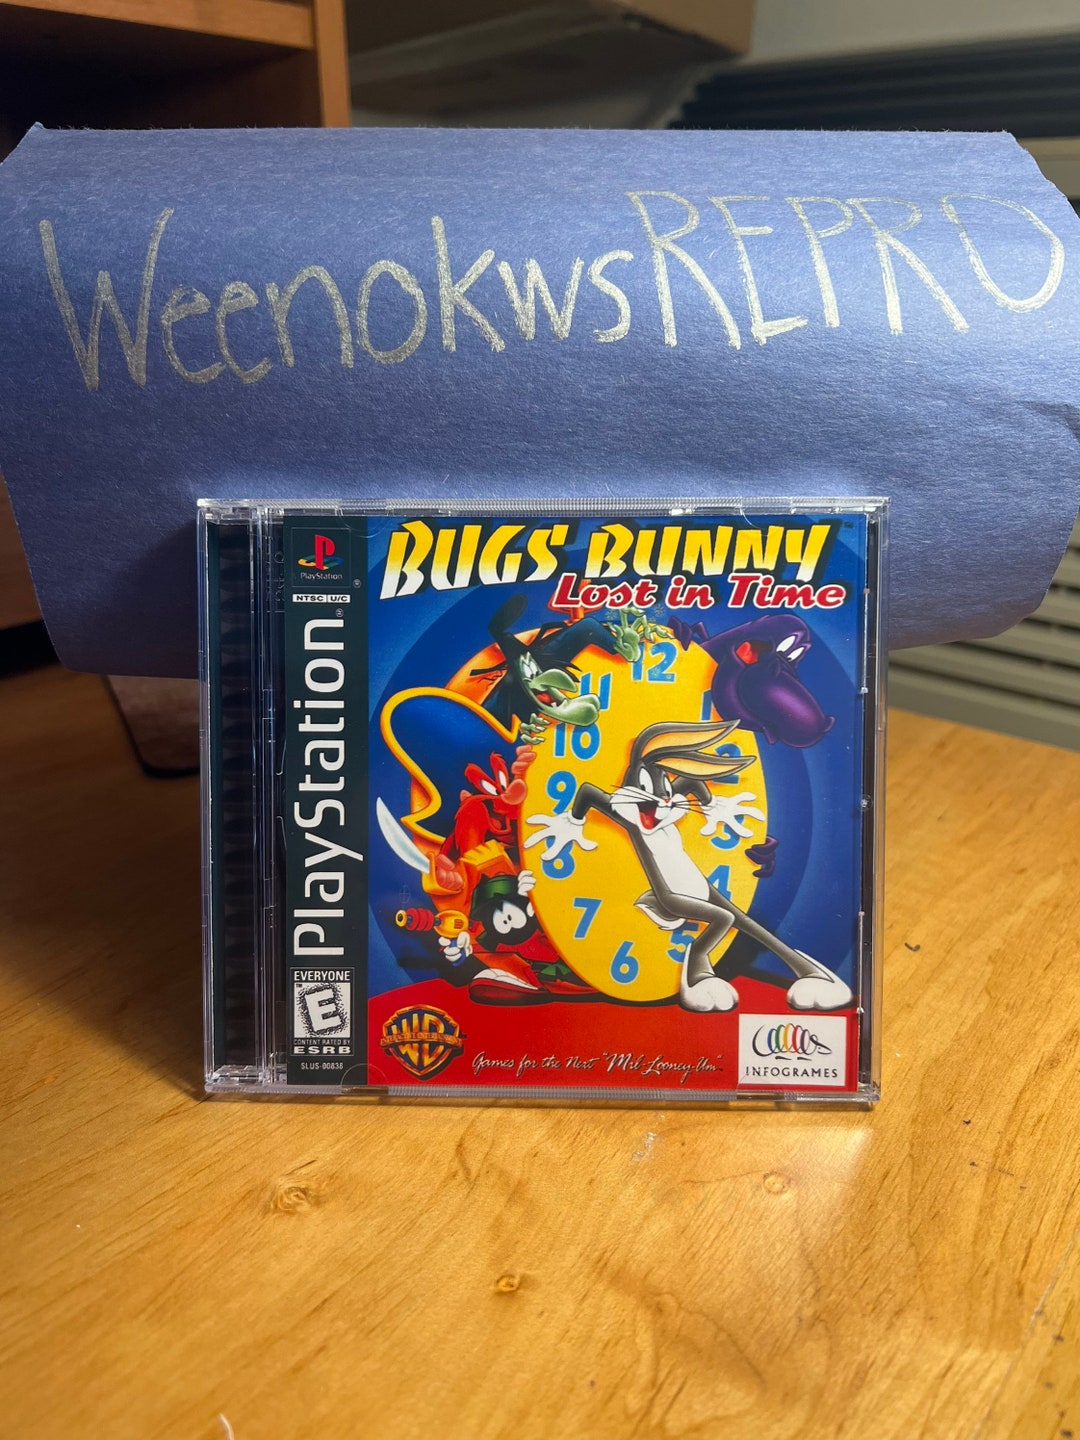 WeenokwsREPRO
BUGS BUNNY
Lost in Time
PlayStation
NTSC U/C
PlayStation
12
11
1
10
2
9
3
8
4
7
5
6
EVERYONE
E
CONTENT RATED BY
ESRB
SLUS-00838
WB
Games for the Next "Mil-Looney-Um"
INFOGRAMES